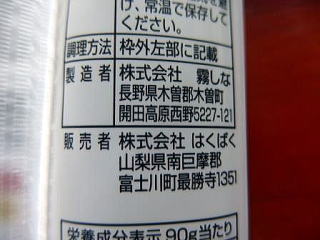 け、常温で保存して
ください。
調理方法 枠外左部に記載
製造者 株式会社 霧しな
長野県木曽郡木曽町
開田高原西野5227-121
販売者 株式会社 はくばく
山梨県南巨摩郡
富士川町最勝寺1351
栄養成分表示 90g当たり